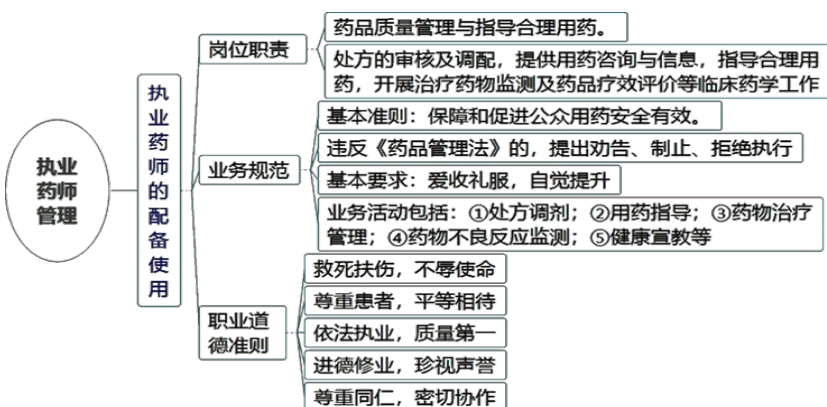 执业
药师
管理
执
业
药
师
的
配
备
使
用
岗位职责
药品质量管理与指导合理用药。
处方的审核及调配，提供用药咨询与信息，指导合理用
药，开展治疗药物监测及药品疗效评价等临床药学工作
业务规范
基本准则：保障和促进公众用药安全有效。
违反《药品管理法》的，提出劝告、制止、拒绝执行
基本要求：爱收礼服，自觉提升
业务活动包括：①处方调剂；②用药指导；③药物治疗
管理；④药物不良反应监测；⑤健康宣教等
职业道
德准则
救死扶伤，不辱使命
尊重患者，平等相待
依法执业，质量第一
进德修业，珍视声誉
尊重同仁，密切协作